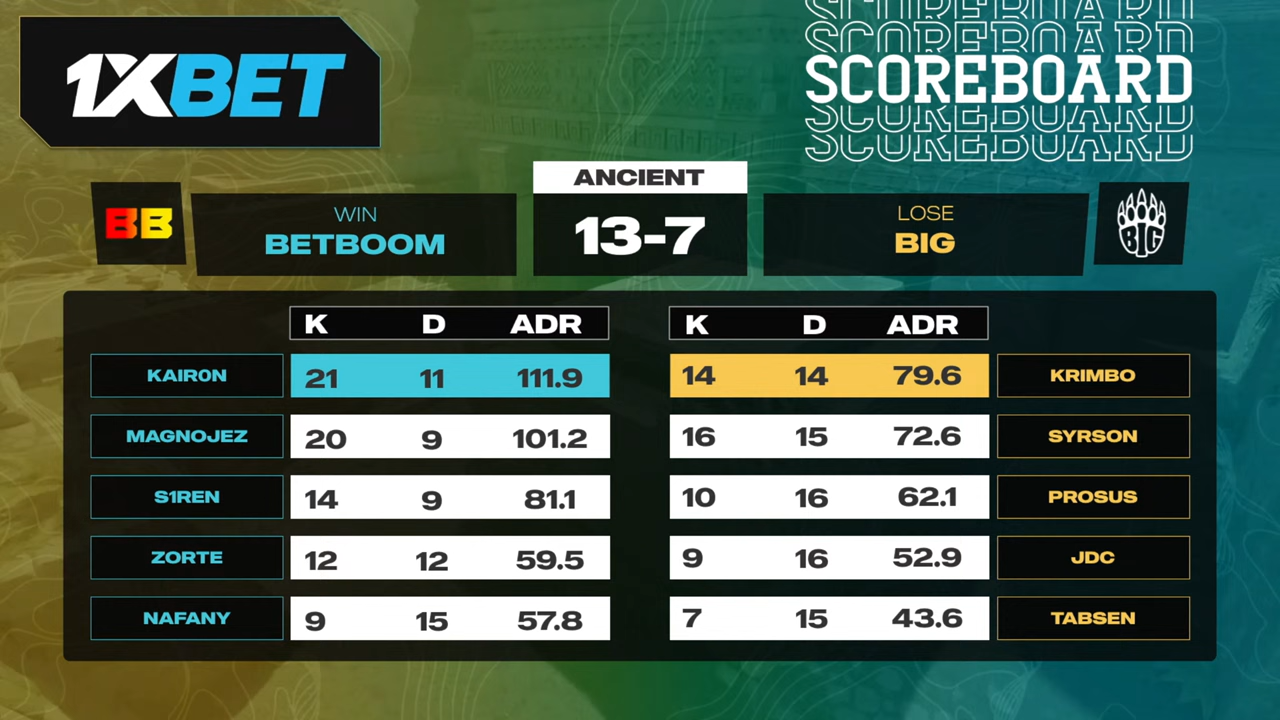 1XBET
SCOREBOARD
SCOREBOARD
SCOREBOARD
SCOREBOARD
SCOREBOARD
ANCIENT
BB
WIN
BETBOOM
13-7
LOSE
BIG
BIG
K D ADR K D ADR
KAIR0N 21 11 111.9 14 14 79.6 KRIMBO
MAGNOJEZ 20 9 101.2 16 15 72.6 SYRSON
S1REN 14 9 81.1 10 16 62.1 PROSUS
ZORTE 12 12 59.5 9 16 52.9 JDC
NAFANY 9 15 57.8 7 15 43.6 TABSEN